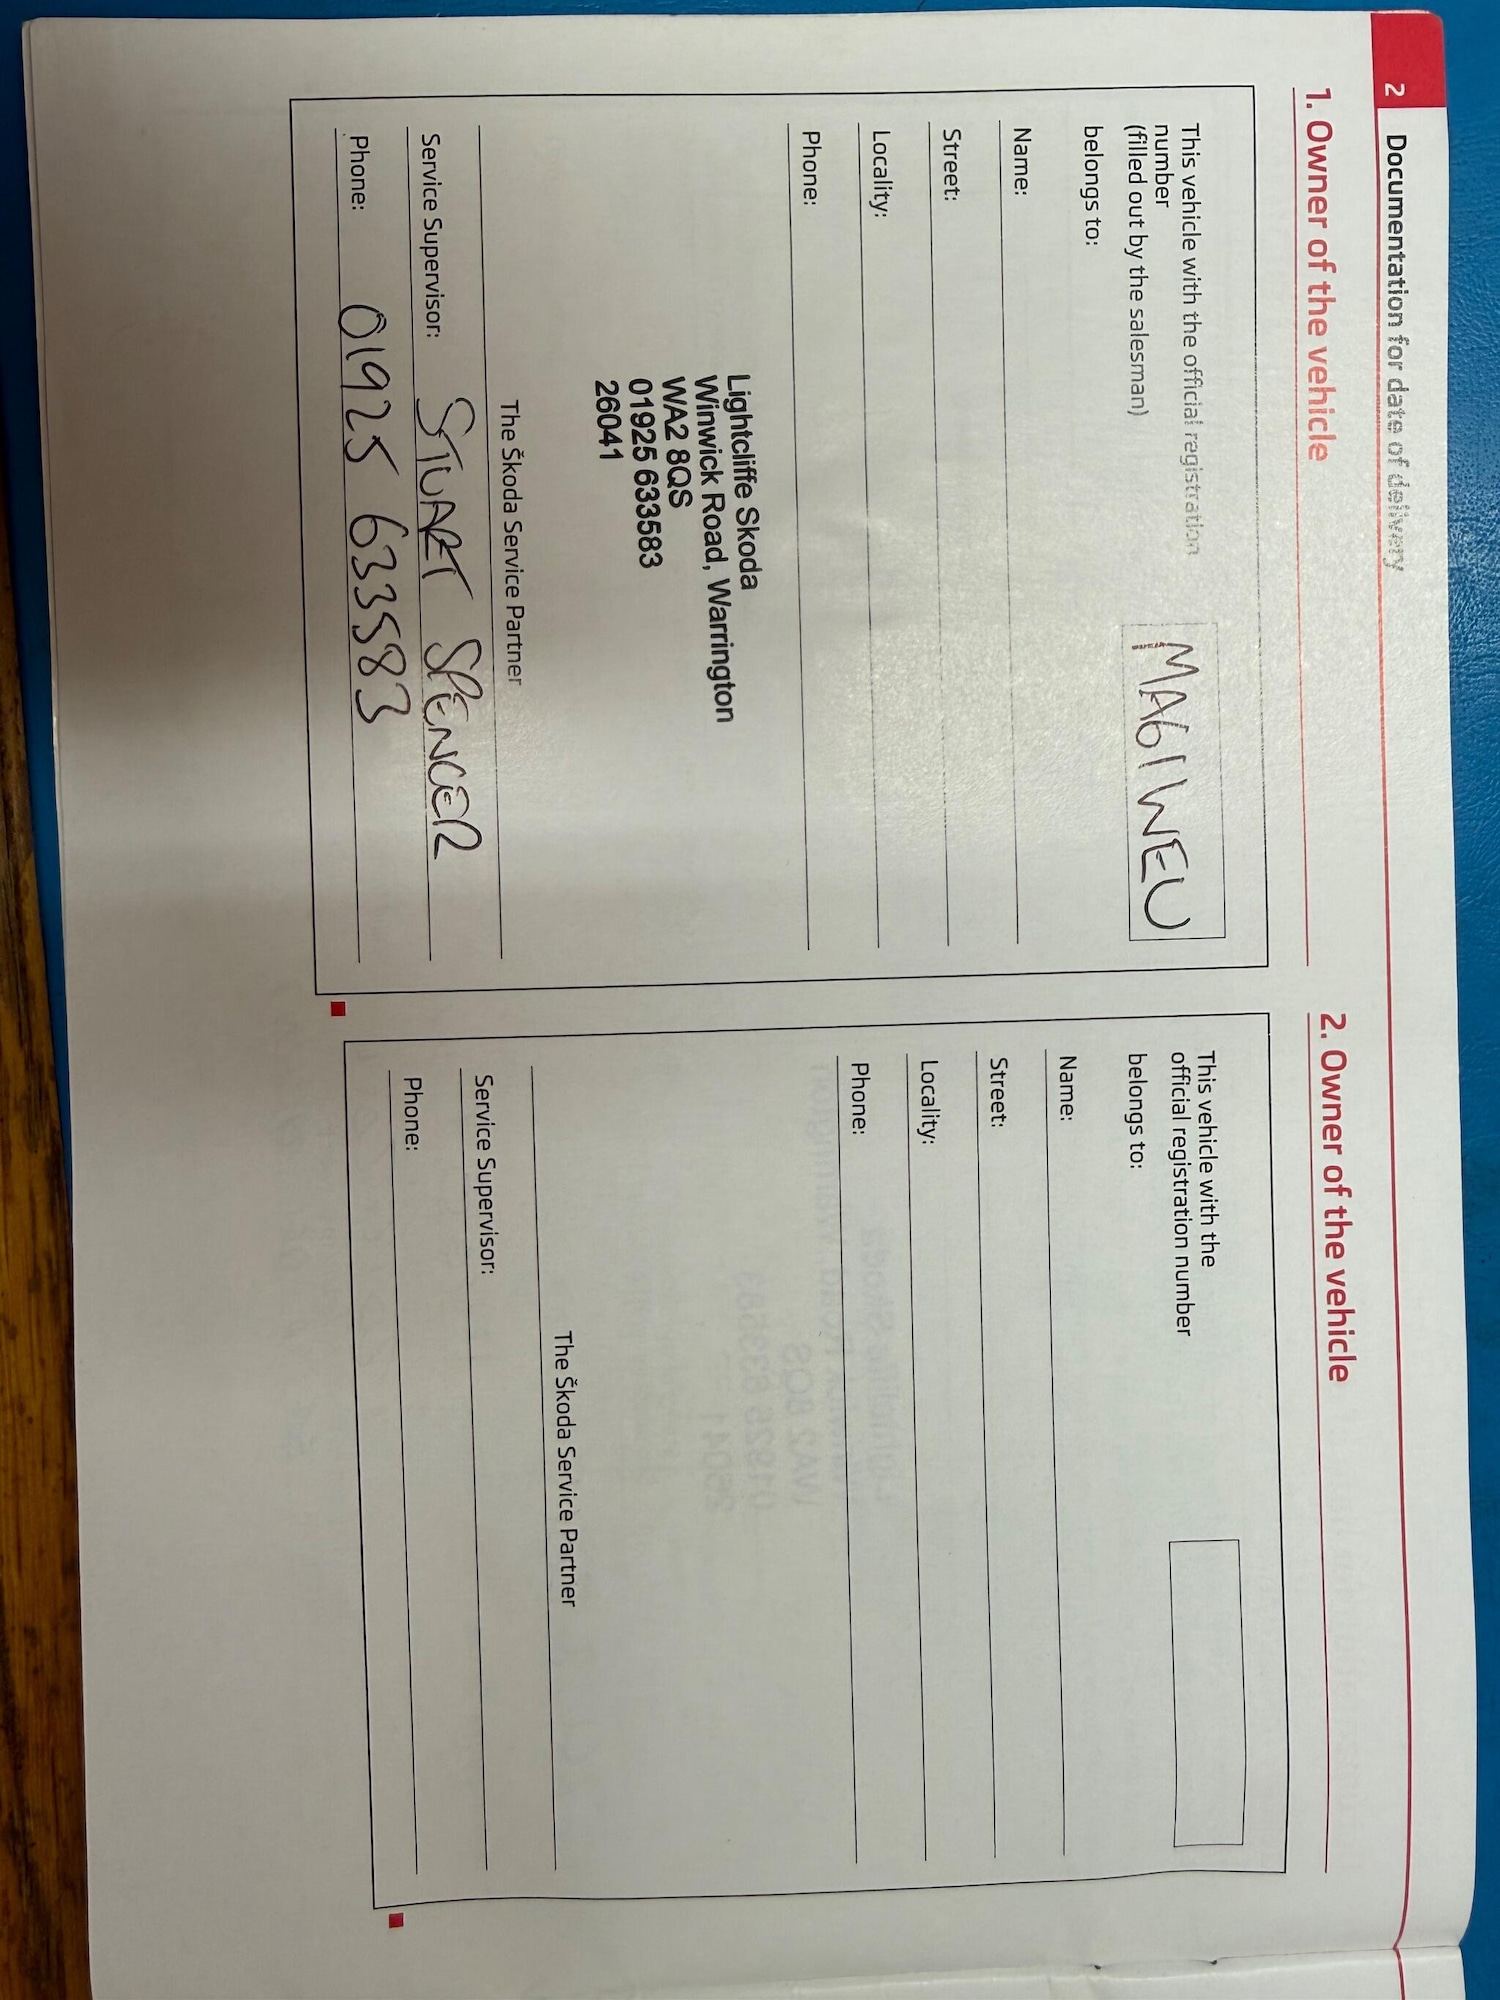 2 Documentation for date of delivery
1. Owner of the vehicle
This vehicle with the official registration
number
(filled out by the salesman)
belongs to:
MA61WEU
Name:
Street:
Locality:
Phone:
Lightcliffe Skoda
Winwick Road, Warrington
WA2 8QS
01925 633583
26041
The Škoda Service Partner
Service Supervisor: STUART SPENCER
Phone: 01925 633583
2. Owner of the vehicle
This vehicle with the
official registration number
belongs to:
Name:
Street:
Locality:
Phone:
The Škoda Service Partner
Service Supervisor:
Phone: